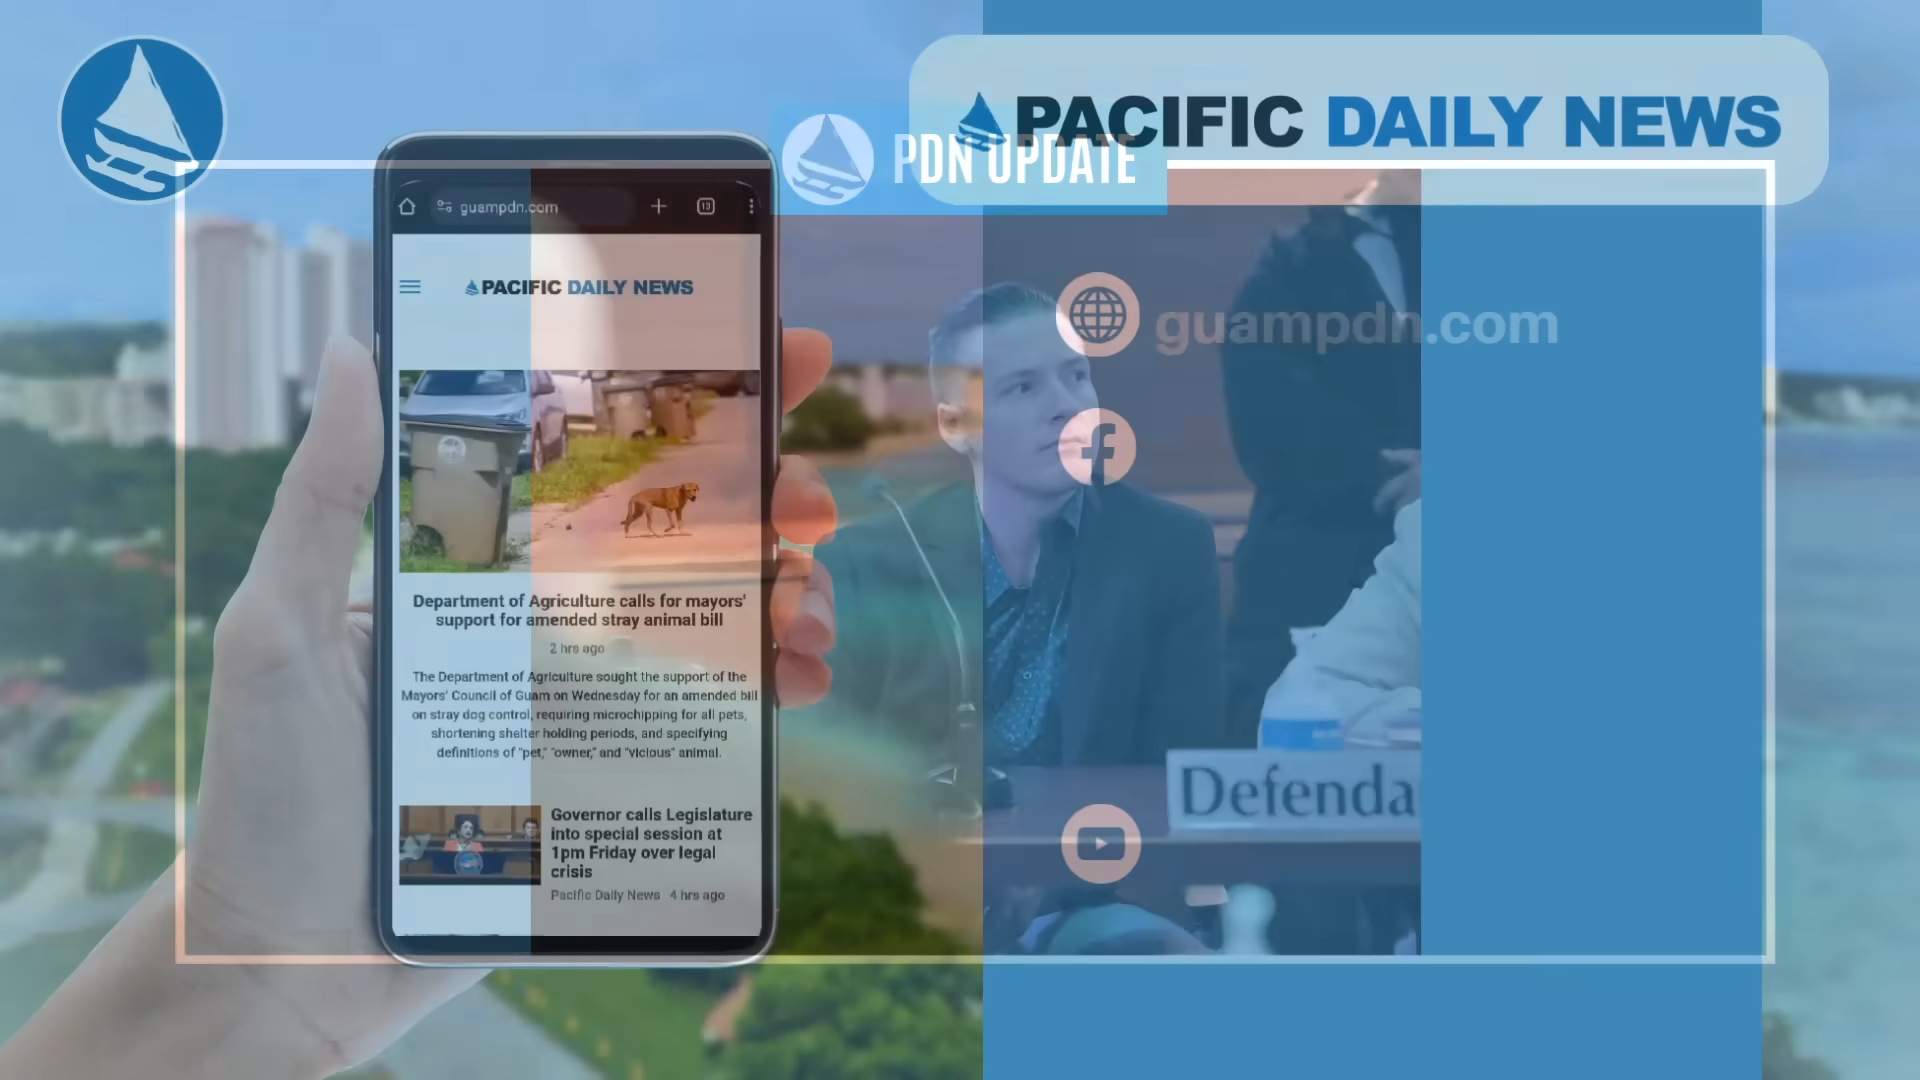 PACIFIC DAILY NEWS
PDN UPDATE
guampdn.com
13
PACIFIC DAILY NEWS
guampdn.com
Department of Agriculture calls for mayors'
support for amended stray animal bill
2 hrs ago
The Department of Agriculture sought the support of the
Mayors' Council of Guam on Wednesday for an amended bill
on stray dog control, requiring microchipping for all pets,
shortening shelter holding periods, and specifying
definitions of "pet," "owner," and "vicious" animal.
Defenda
Governor calls Legislature
into special session at
1pm Friday over legal
crisis
Pacific Daily News 4 hrs ago